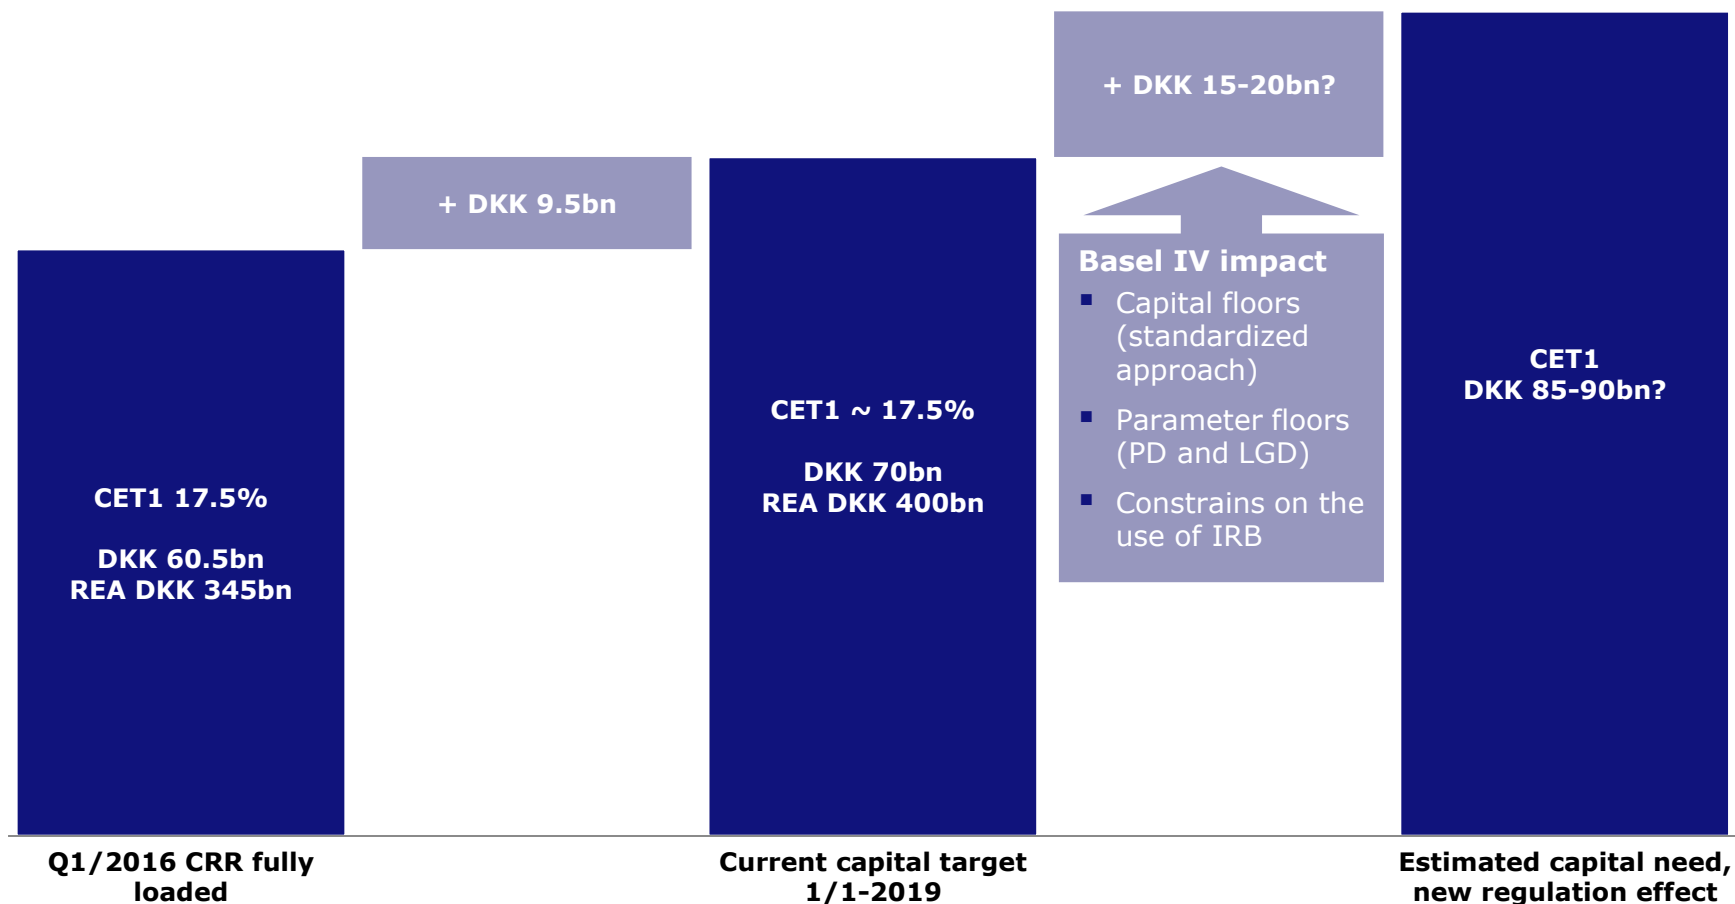 CET1 17.5%
DKK 60.5bn
REA DKK 345bn
Q1/2016 CRR fully
loaded
+ DKK 9.5bn
CET1 ~ 17.5%
DKK 70bn
REA DKK 400bn
Current capital target
1/1-2019
+ DKK 15-20bn?
Basel IV impact
▪ Capital floors
(standardized
approach)
▪ Parameter floors
(PD and LGD)
▪ Constrains on the
use of IRB
CET1
DKK 85-90bn?
Estimated capital need,
new regulation effect